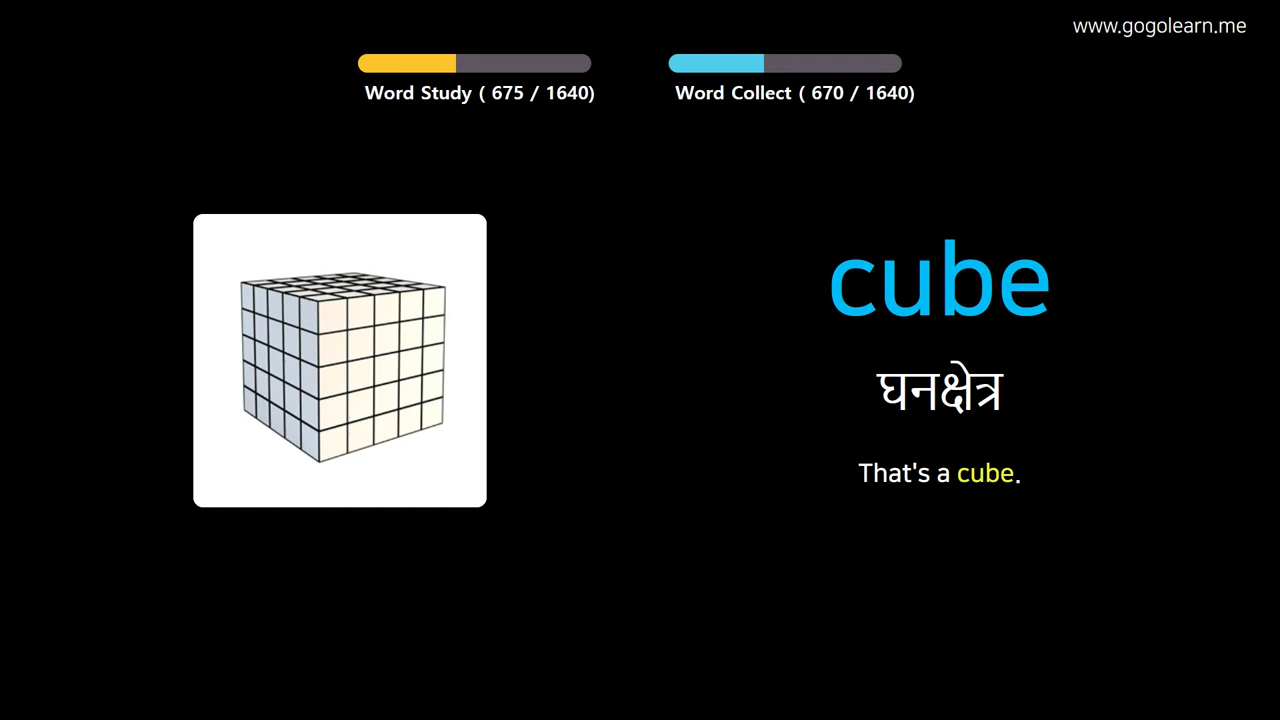 www.gogolearn.me
Word Study ( 675 / 1640)
Word Collect ( 670 / 1640)
cube
घनक्षेत्र
That's a cube.